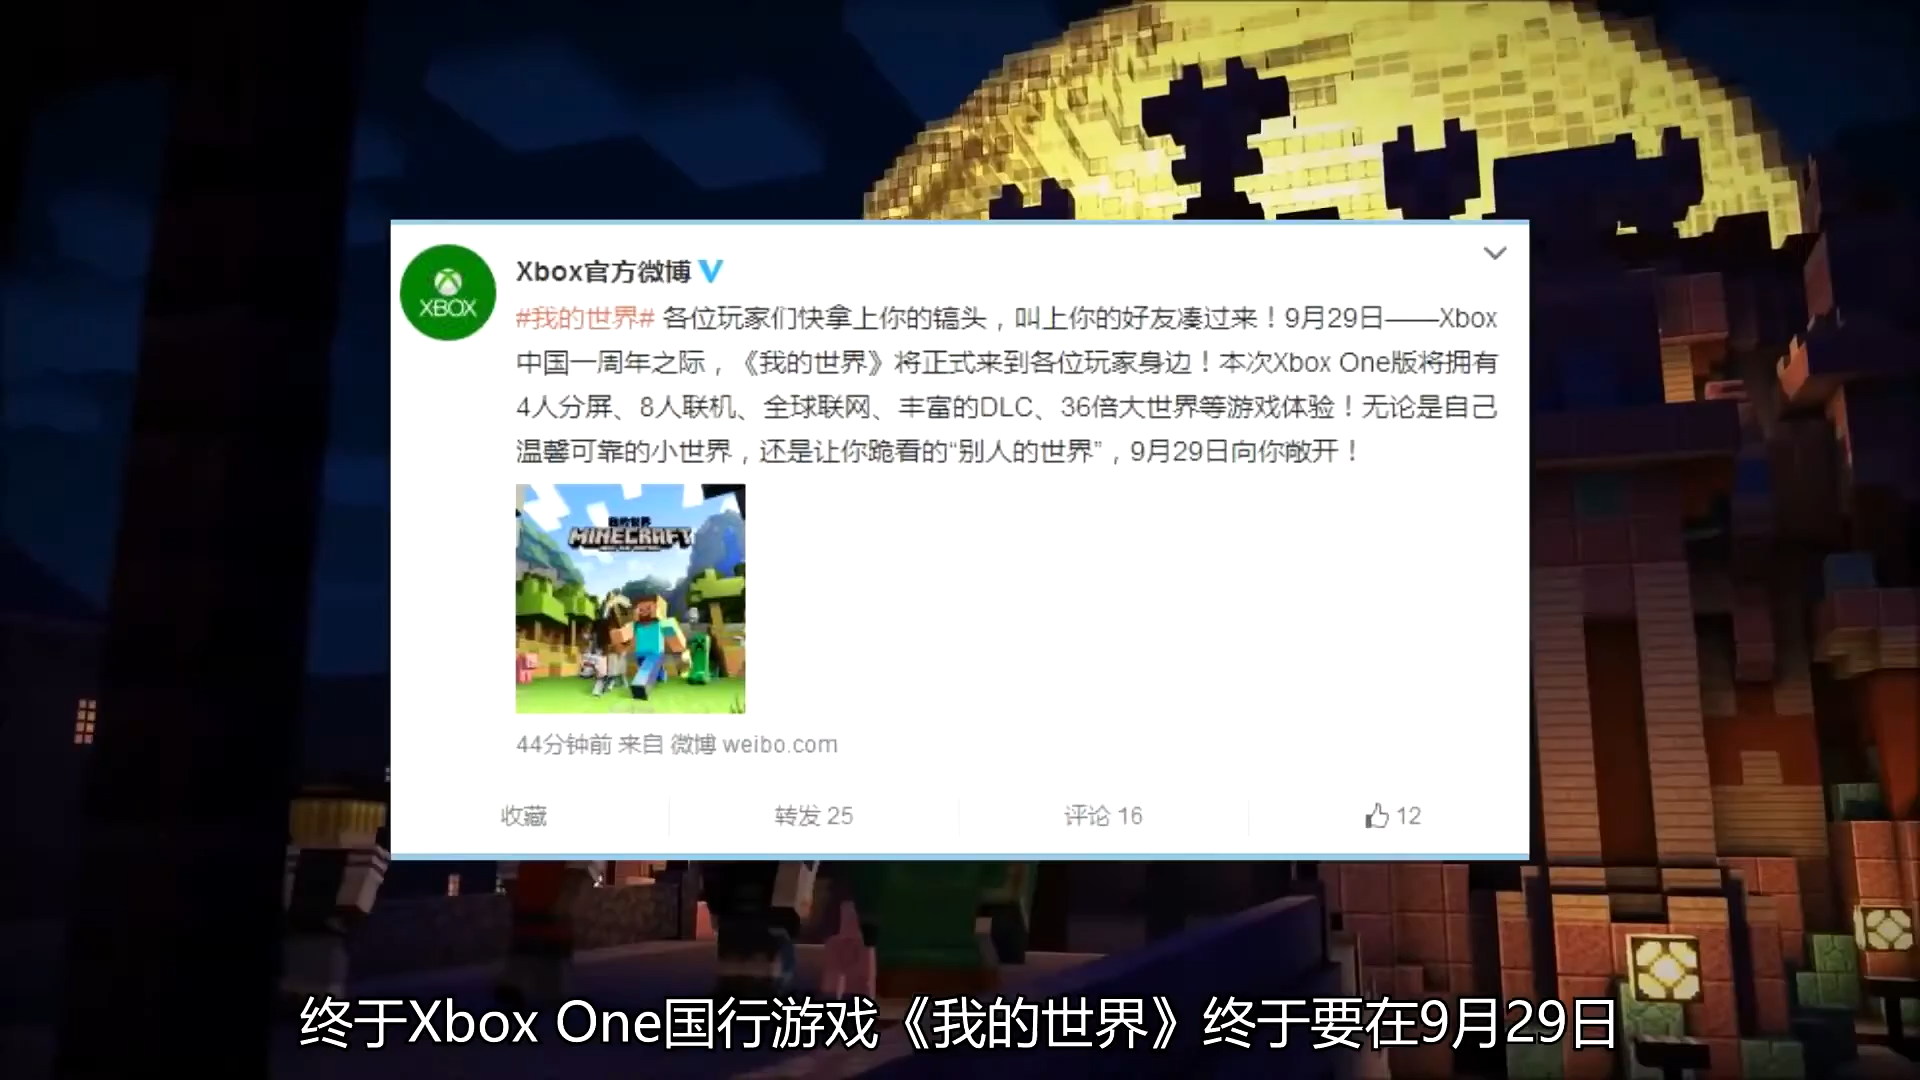 Xbox官方微博
XBOX
#我的世界# 各位玩家们快拿上你的镐头，叫上你的好友凑过来！9月29日——Xbox
中国一周年之际，《我的世界》将正式来到各位玩家身边！本次Xbox One版将拥有
4人分屏、8人联机、全球联网、丰富的DLC、36倍大世界等游戏体验！无论是自己
温馨可靠的小世界，还是让你跪看的“别人的世界”，9月29日向你敞开！
我的世界
MINECRAFT
44分钟前 来自 微博 weibo.com
收藏
转发 25
评论 16
12
终于Xbox One国行游戏《我的世界》终于要在9月29日